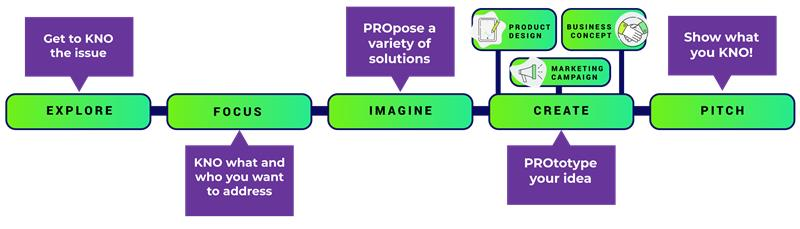 Get to KNO
the issue
EXPLORE
FOCUS
KNO what and
who you want
to address
PROpose a
variety of
solutions
IMAGINE
PRODUCT
DESIGN
BUSINESS
CONCEPT
MARKETING
CAMPAIGN
CREATE
PROtotype
your idea
Show what
you KNO!
PITCH